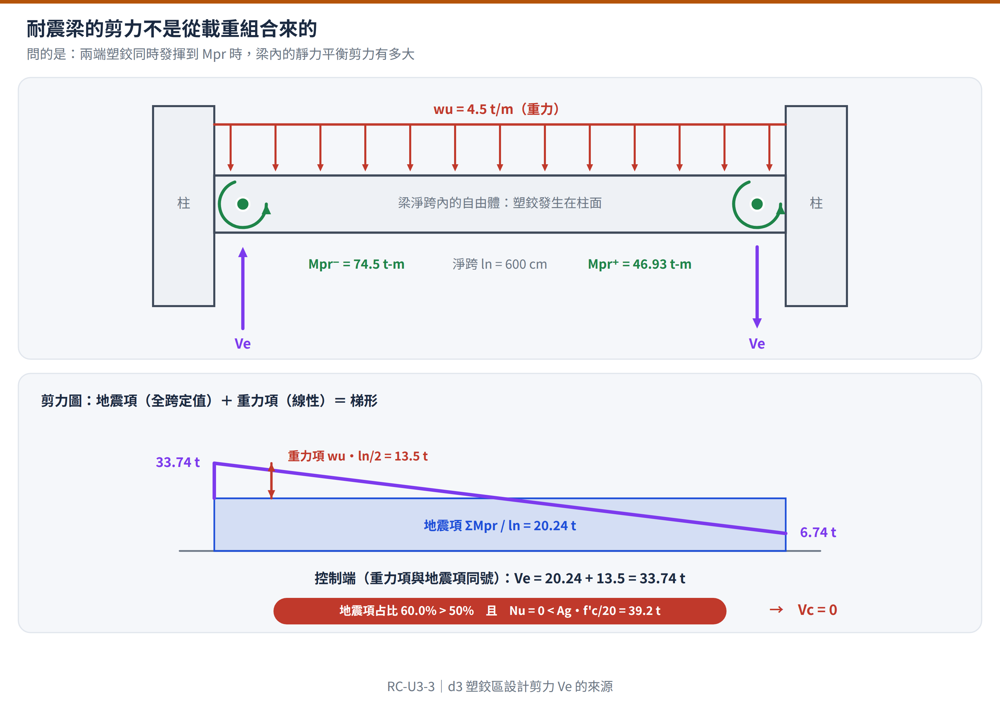 耐震梁的剪力不是從載重組合來的
問的是：兩端塑鉸同時發揮到 Mpr 時，梁內的靜力平衡剪力有多大
wu = 4.5 t/m（重力）
柱
梁淨跨內的自由體：塑鉸發生在柱面
柱
Mpr⁻ = 74.5 t-m
淨跨 ln = 600 cm
Mpr⁺ = 46.93 t-m
Ve
Ve
剪力圖：地震項（全跨定值）＋ 重力項（線性）＝ 梯形
重力項 wu·ln/2 = 13.5 t
33.74 t
地震項 ΣMpr / ln = 20.24 t
6.74 t
控制端（重力項與地震項同號）：Ve = 20.24 + 13.5 = 33.74 t
地震項占比 60.0% > 50%　且　Nu = 0 < Ag·f'c/20 = 39.2 t
→　Vc = 0
RC-U3-3｜d3 塑鉸區設計剪力 Ve 的來源